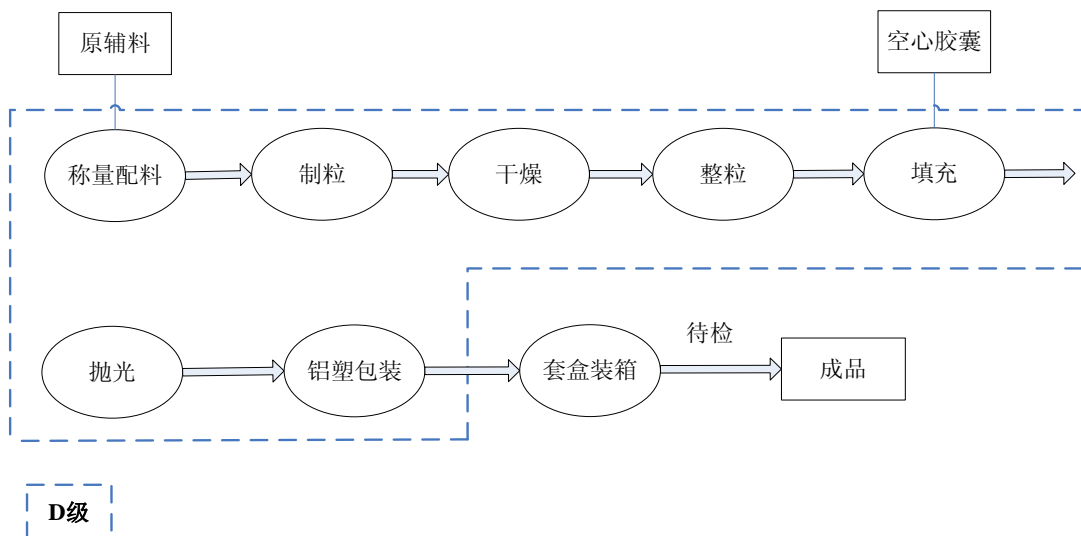 原辅料
空心胶囊
称量配料
制粒
干燥
整粒
填充
抛光
铝塑包装
套盒装箱
待检
成品
D级